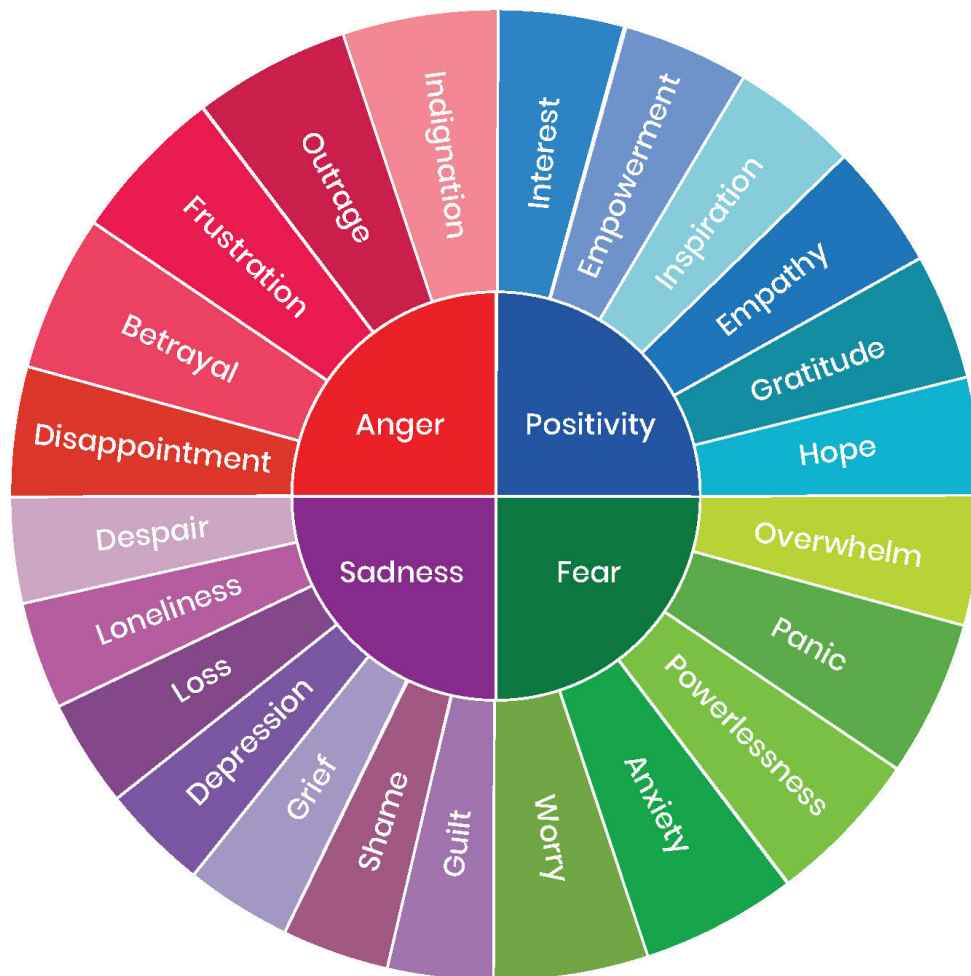 Anger
Positivity
Sadness
Fear
Interest
Empowerment
Inspiration
Empathy
Gratitude
Hope
Overwhelm
Panic
Powerlessness
Anxiety
Worry
Guilt
Shame
Grief
Depression
Loss
Loneliness
Despair
Disappointment
Betrayal
Frustration
Outrage
Indignation